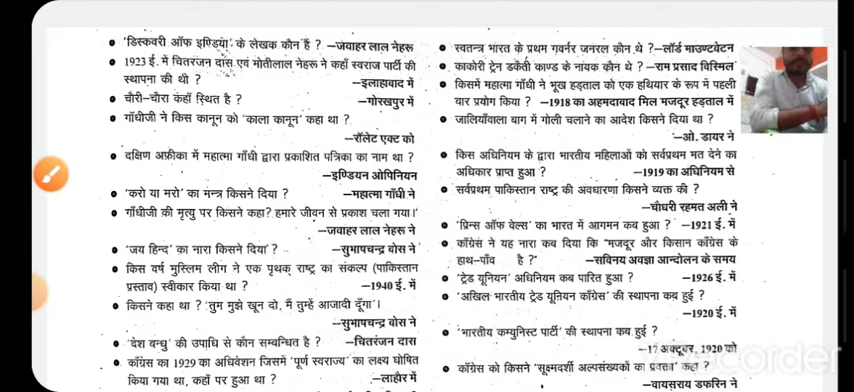 • 'डिस्कवरी ऑफ इण्डिया' के लेखक कौन हैं ? –जवाहर लाल नेहरू
• 1923 ई. में चितरंजन दास एवं मोतीलाल नेहरू ने कहाँ स्वराज पार्टी की
स्थापना की थी ? –इलाहाबाद में
• चौरी-चौरा कहाँ स्थित है ? –गोरखपुर में
• गाँधीजी ने किस कानून को 'काला कानून' कहा था ?
–रॉलेट एक्ट को
• दक्षिण अफ्रीका में महात्मा गाँधी द्वारा प्रकाशित पत्रिका का नाम था ?
–इण्डियन ओपिनियन
• 'करो या मरो' का मन्त्र किसने दिया ? –महात्मा गाँधी ने
• गाँधीजी की मृत्यु पर किसने कहा? हमारे जीवन से प्रकाश चला गया।'
–जवाहर लाल नेहरू ने
• 'जय हिन्द' का नारा किसने दिया ? –सुभाषचन्द्र बोस ने
• किस वर्ष मुस्लिम लीग ने एक पृथक् राष्ट्र का संकल्प (पाकिस्तान
प्रस्ताव) स्वीकार किया था ? –1940 ई. में
• किसने कहा था ? 'तुम मुझे खून दो, मैं तुम्हें आजादी दूँगा'।
–सुभाषचन्द्र बोस ने
• 'देश बन्धु' की उपाधि से कौन सम्बन्धित है ? –चितरंजन दास
• काँग्रेस का 1929 का अधिवेशन जिसमें 'पूर्ण स्वराज्य' का लक्ष्य घोषित
किया गया था, कहाँ पर हुआ था ? –लाहौर में
• स्वतन्त्र भारत के प्रथम गवर्नर जनरल कौन थे ?–लॉर्ड माउण्टवेटन
• काकोरी ट्रेन डकैती काण्ड के नायक कौन थे ? –राम प्रसाद विस्मिल
• किसमें महात्मा गाँधी ने भूख हड़ताल को एक हथियार के रूप में पहली
वार प्रयोग किया ? –1918 का अहमदाबाद मिल मजदूर हड़ताल में
• जालियाँवाला बाग में गोली चलाने का आदेश किसने दिया था ?
–ओ. डायर ने
• किस अधिनियम के द्वारा भारतीय महिलाओं को सर्वप्रथम मत देने का
अधिकार प्राप्त हुआ ? –1919 का अधिनियम से
• सर्वप्रथम पाकिस्तान राष्ट्र की अवधारणा किसने व्यक्त की ?
–चौधरी रहमत अली ने
• 'प्रिन्स ऑफ वेल्स' का भारत में आगमन कब हुआ ? –1921 ई. में
• काँग्रेस ने यह नारा कब दिया कि "मजदूर और किसान काँग्रेस के
हाथ-पाँव है ?" –सविनय अवज्ञा आन्दोलन के समय
• 'ट्रेड यूनियन' अधिनियम कब पारित हुआ ? –1926 ई. में
• 'अखिल भारतीय ट्रेड यूनियन काँग्रेस' की स्थापना कब हुई ?
–1920 ई. में
• 'भारतीय कम्युनिस्ट पार्टी' की स्थापना कब हुई ?
–17 अक्टूबर, 1920 को
• काँग्रेस को किसने 'सूक्ष्मदर्शी अल्पसंख्यकों का प्रवक्ता' कहा ?
–वायसराय डफरिन ने